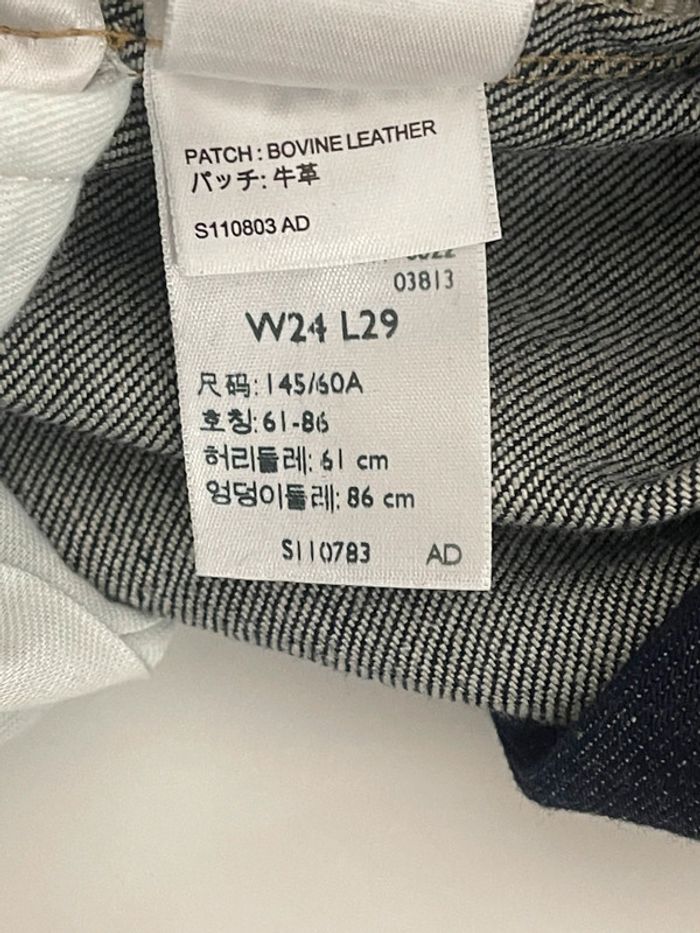 PATCH : BOVINE LEATHER
パッチ: 牛革
S110803 AD
03813
W24 L29
尺码: 145/60A
호칭: 61-86
허리둘레: 61 cm
엉덩이둘레: 86 cm
S110783 AD